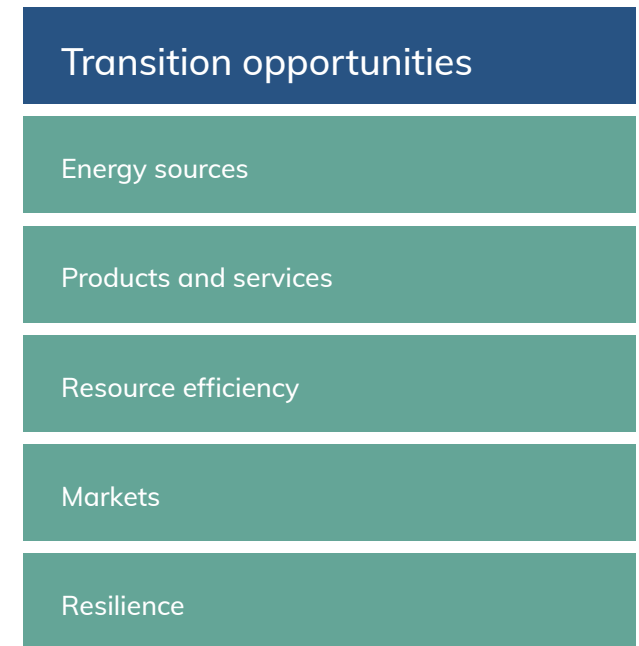 Transition opportunities
Energy sources
Products and services
Resource efficiency
Markets
Resilience